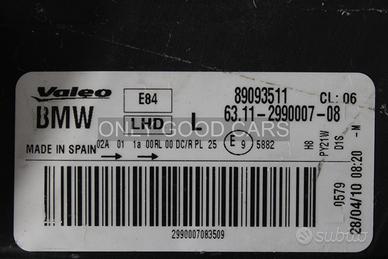 Valeo
BMW
E84
LHD
L
89093511
CL: 06
63.11-2990007-08
ONLY GOOD CARS
MADE IN SPAIN
02A 01 1a 00RL 00 DC/R PL 25
E 9 5882
H8
PY21W
D1S
-M
0579
28/04/10 08:20
2990007083509
subito